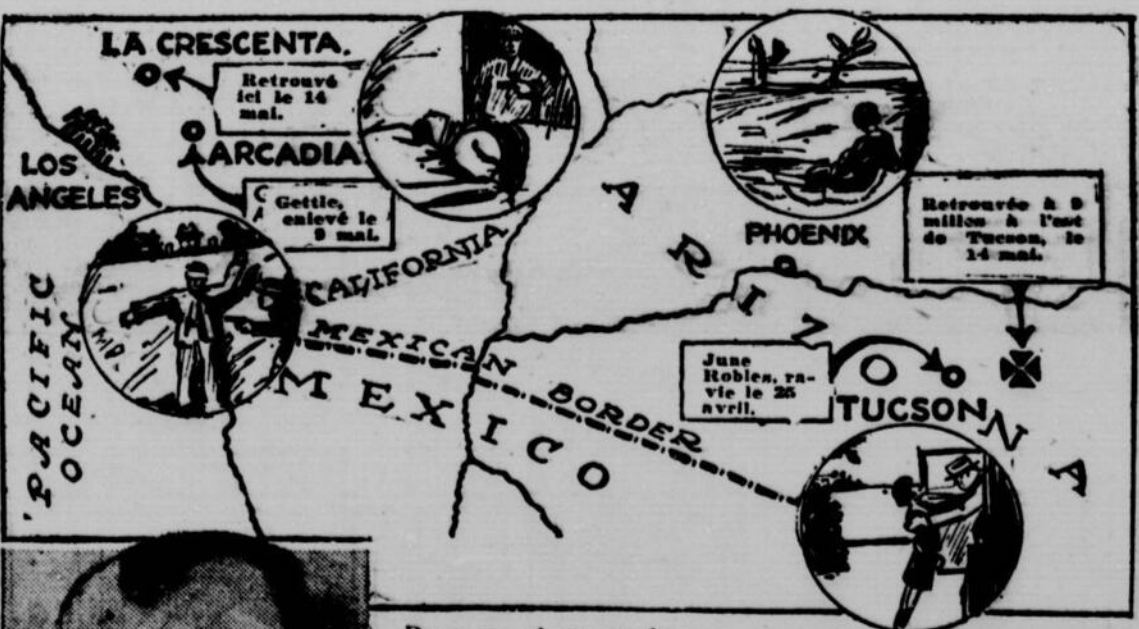 LA CRESCENTA.
Retrouvé
ici le 14
mai.
ARCADIA
LOS
ANGELES
Gettle,
enlevé le
9 mai.
CALIFORNIA
PACIFIC
OCEAN
MEXICAN BORDER
MEXICO
ARIZONA
PHOENIX
Retrouvée à 9
milles à l'est
de Tucson, le
14 mai.
June
Robles, ra-
vie le 25
avril.
TUCSON